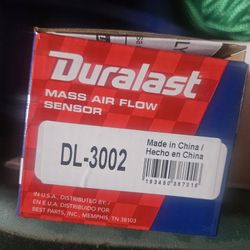 Duralast
MASS AIR FLOW
SENSOR
DL-3002
Made in China /
Hecho en China
IN U.S.A., DISTRIBUTED BY /
EN E.U.A. DISTRIBUIDO POR
BEST PARTS, INC., MEMPHIS, TN 38103